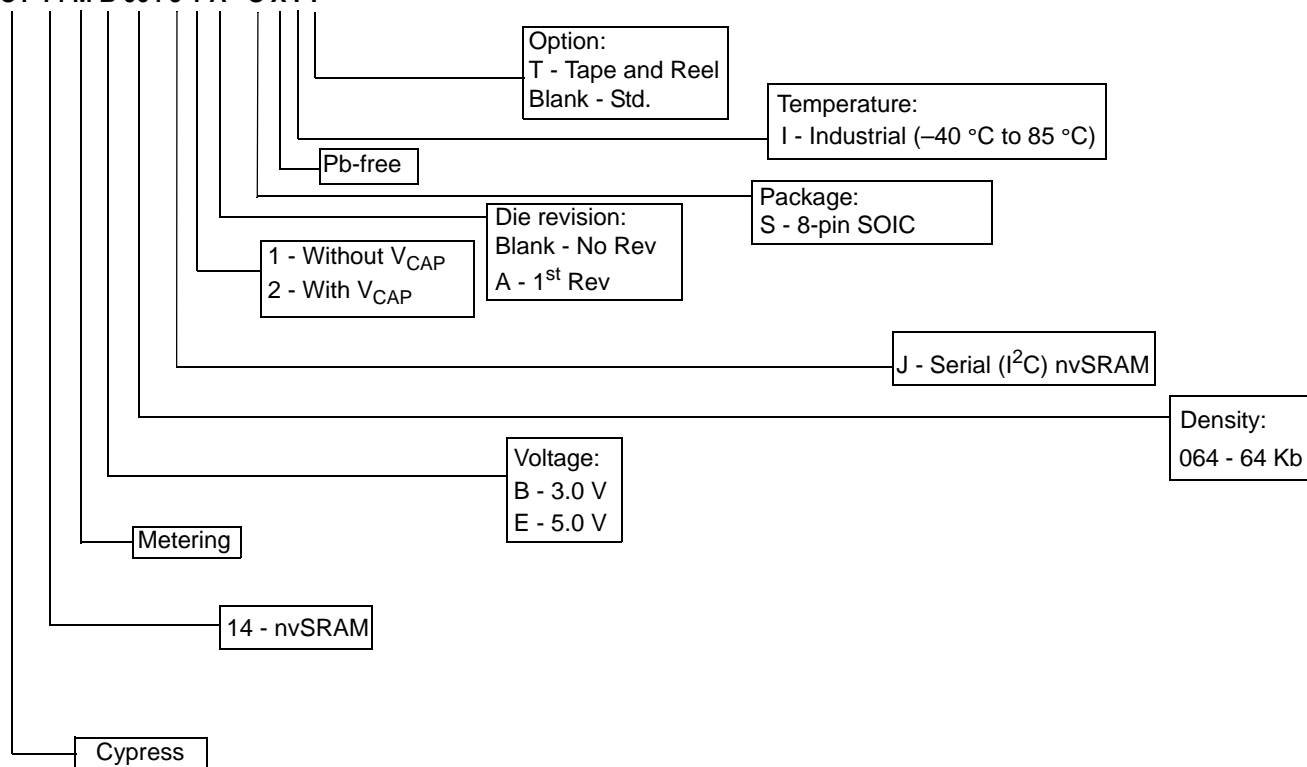 Option:
T - Tape and Reel
Blank - Std.
Temperature:
I - Industrial (–40 °C to 85 °C)
Pb-free
Package:
S - 8-pin SOIC
Die revision:
Blank - No Rev
A - 1st Rev
1 - Without VCAP
2 - With VCAP
J - Serial (I2C) nvSRAM
Density:
064 - 64 Kb
Voltage:
B - 3.0 V
E - 5.0 V
Metering
14 - nvSRAM
Cypress